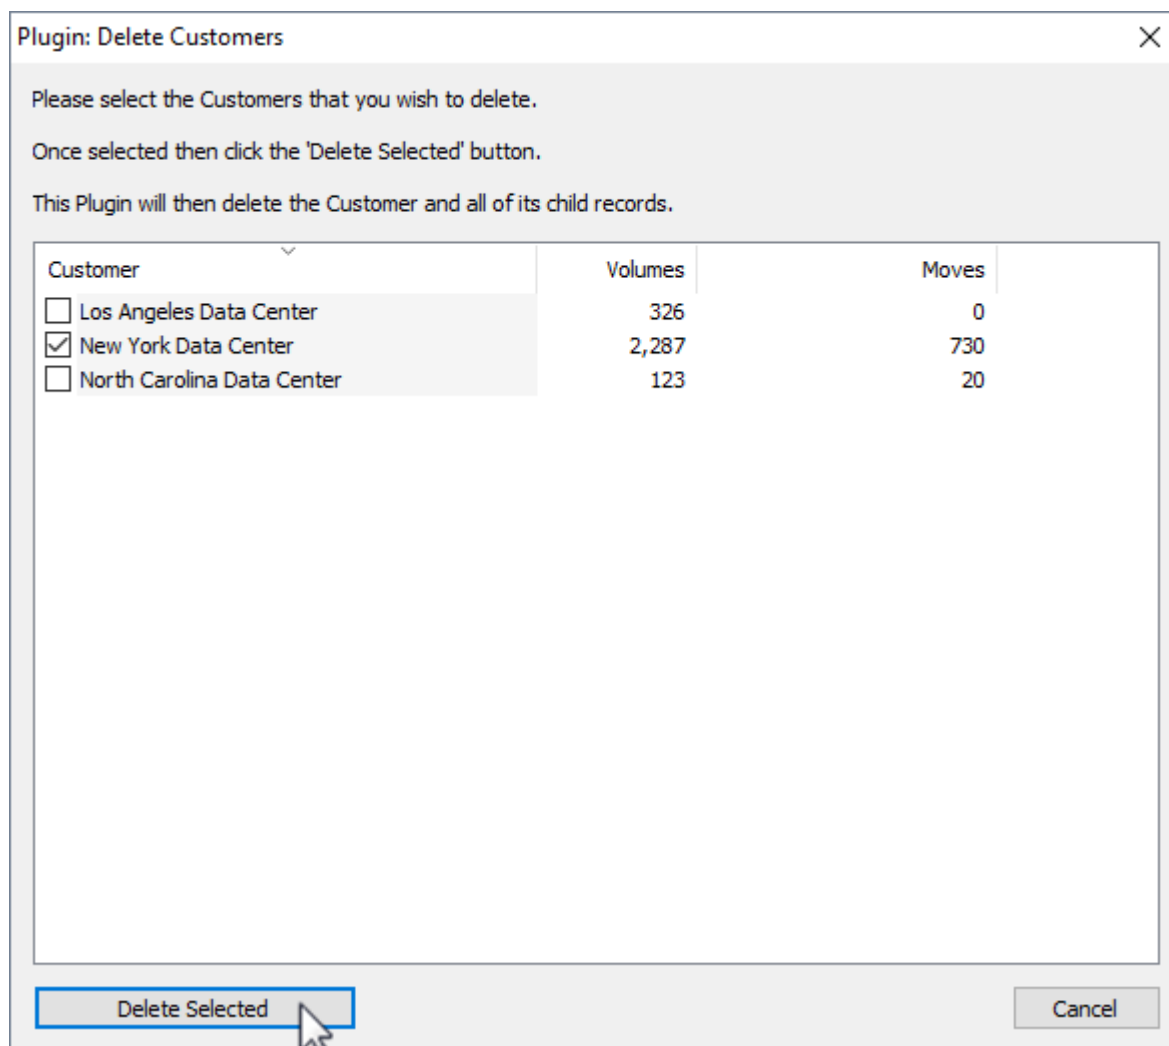 Plugin: Delete Customers
Please select the Customers that you wish to delete.
Once selected then click the 'Delete Selected' button.
This Plugin will then delete the Customer and all of its child records.
Customer Volumes Moves
Los Angeles Data Center 326 0
New York Data Center 2,287 730
North Carolina Data Center 123 20
Delete Selected Cancel